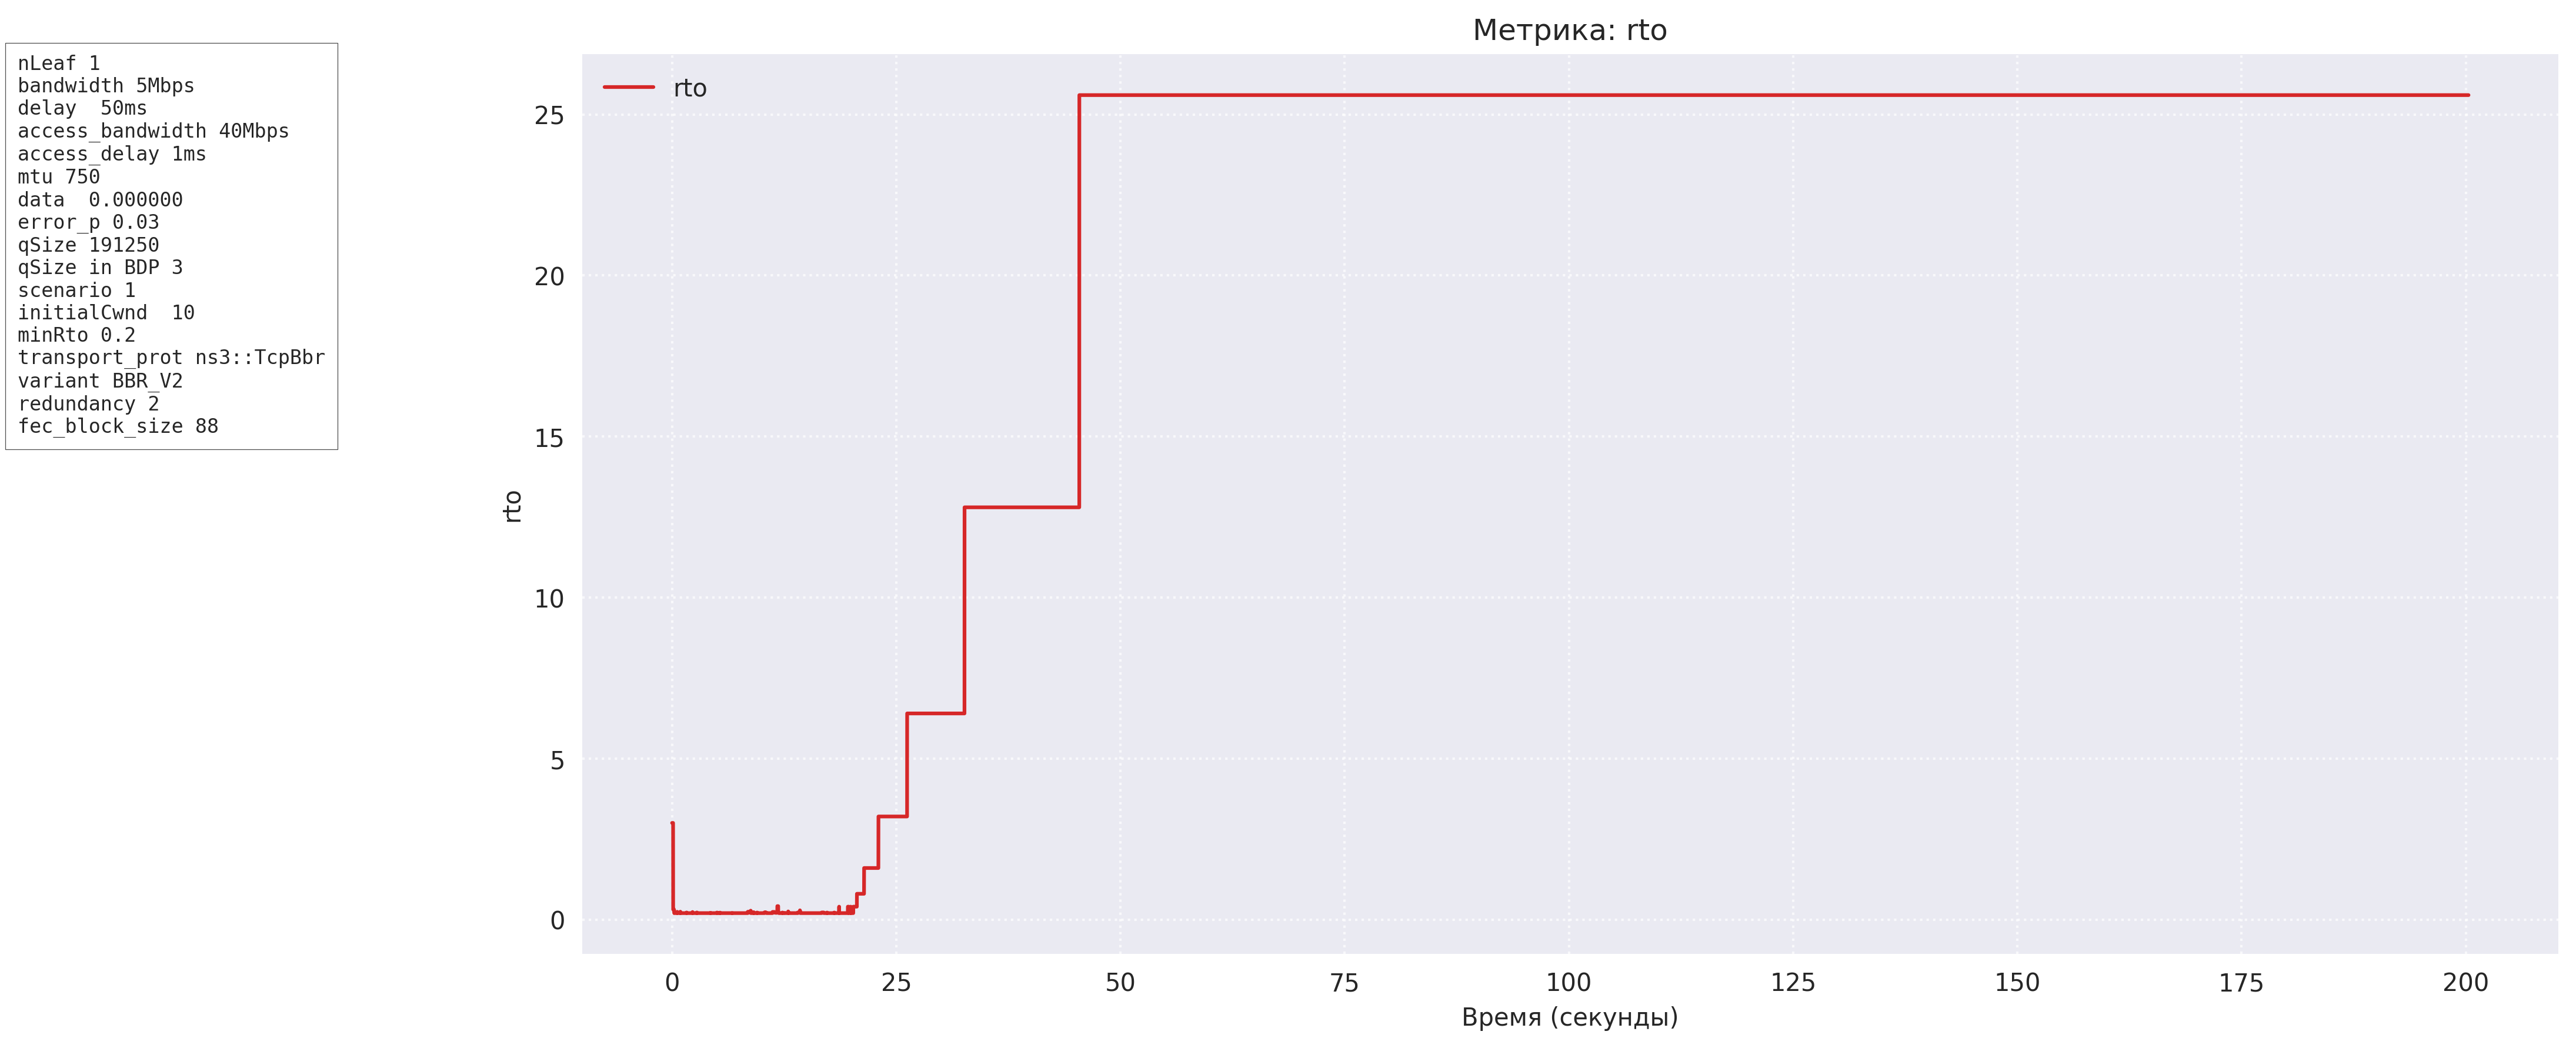 Метрика: rto
nLeaf 1
bandwidth 5Mbps
delay  50ms
access_bandwidth 40Mbps
access_delay 1ms
mtu 750
data  0.000000
error_p 0.03
qSize 191250
qSize in BDP 3
scenario 1
initialCwnd  10
minRto 0.2
transport_prot ns3::TcpBbr
variant BBR_V2
redundancy 2
fec_block_size 88
rto
25
20
15
10
5
0
rto
0 25 50 75 100 125 150 175 200
Время (секунды)